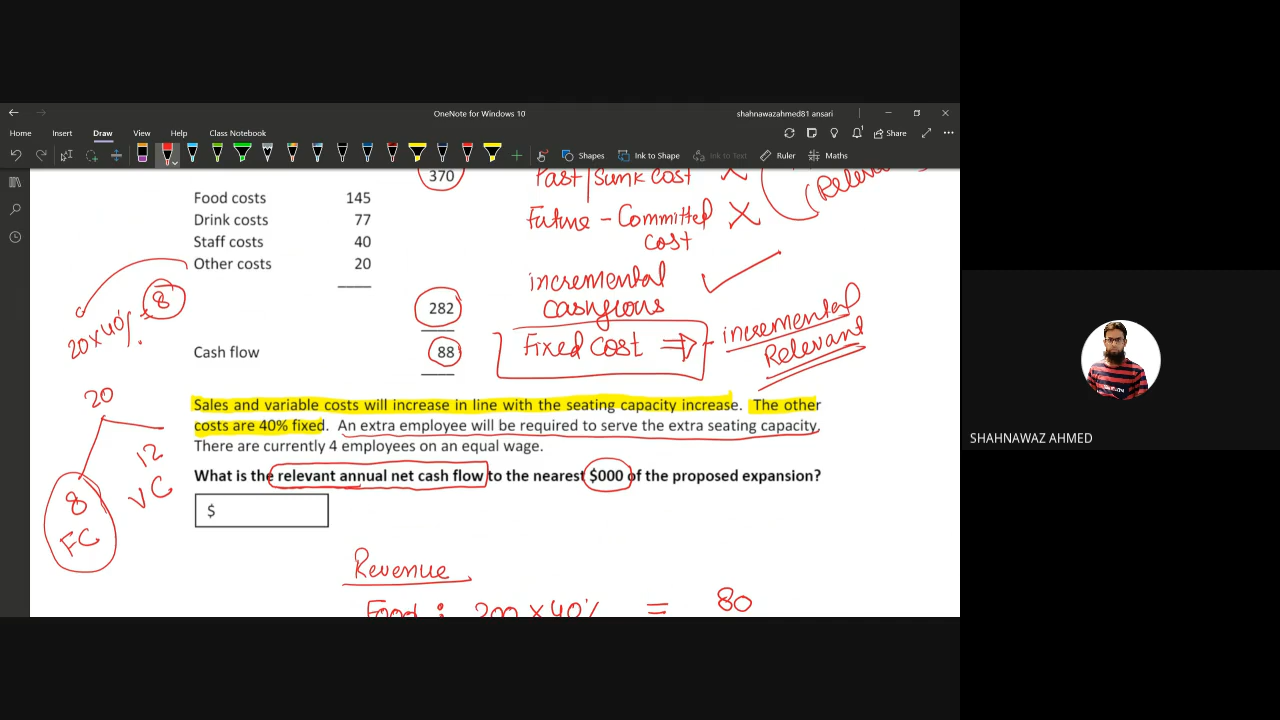 OneNote for Windows 10
shahnawazahmed81 ansari
Home Insert Draw View Help Class Notebook
Share
Shapes Ink to Shape Ink to Text Ruler Maths
370
Past/Sunk cost X
Food costs 145
Drink costs 77
Future - Committed cost X
Staff costs 40
Other costs 20
incremental cashflows ✓
20 x 40% = 8
282
Fixed cost ⇒ incremental Relevant
Cash flow 88
20
8 FC
12 VC
Sales and variable costs will increase in line with the seating capacity increase. The other
costs are 40% fixed. An extra employee will be required to serve the extra seating capacity.
There are currently 4 employees on an equal wage.
What is the relevant annual net cash flow to the nearest $000 of the proposed expansion?
$
Revenue
Food : 200 x 40% = 80
SHAHNAWAZ AHMED